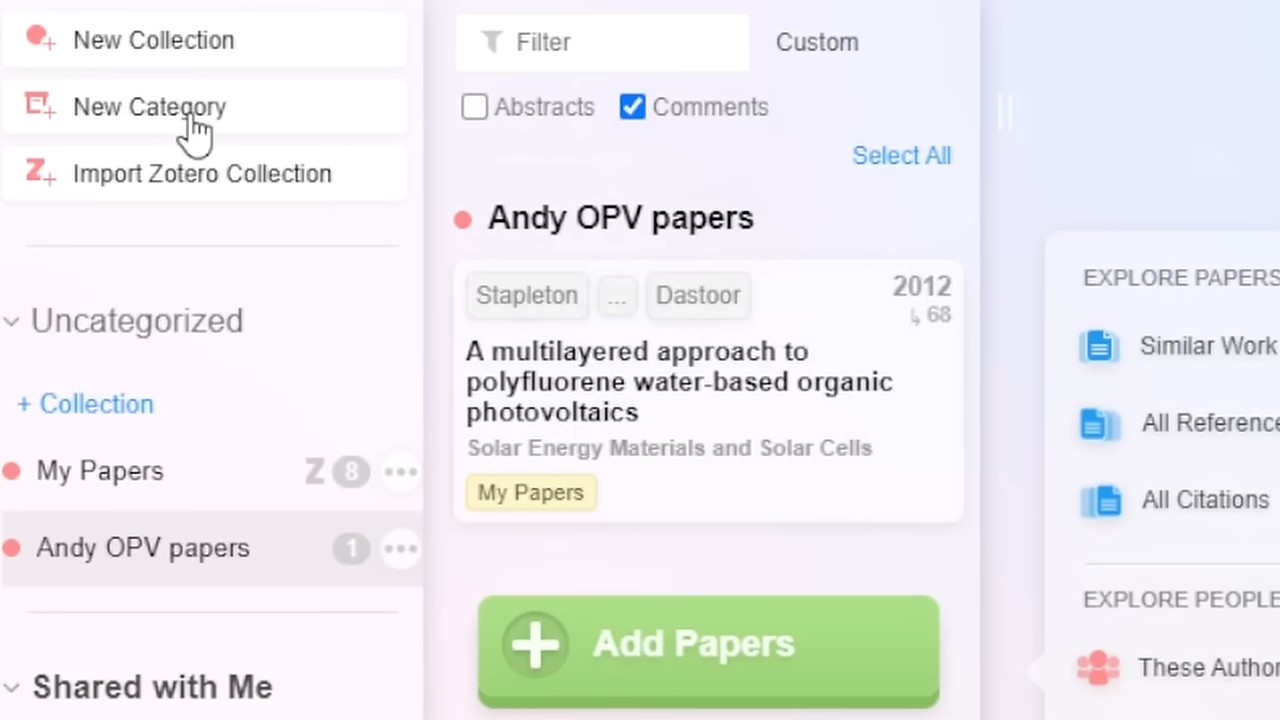 New Collection
New Category
Import Zotero Collection
Uncategorized
+ Collection
My Papers Z 8 •••
Andy OPV papers 1 •••
Shared with Me
Filter Custom
Abstracts Comments
Select All
Andy OPV papers
Stapleton ... Dastoor 2012
↳ 68
A multilayered approach to
polyfluorene water-based organic
photovoltaics
Solar Energy Materials and Solar Cells
My Papers
Add Papers
EXPLORE PAPERS
Similar Work
All Reference
All Citations
EXPLORE PEOPLE
These Author